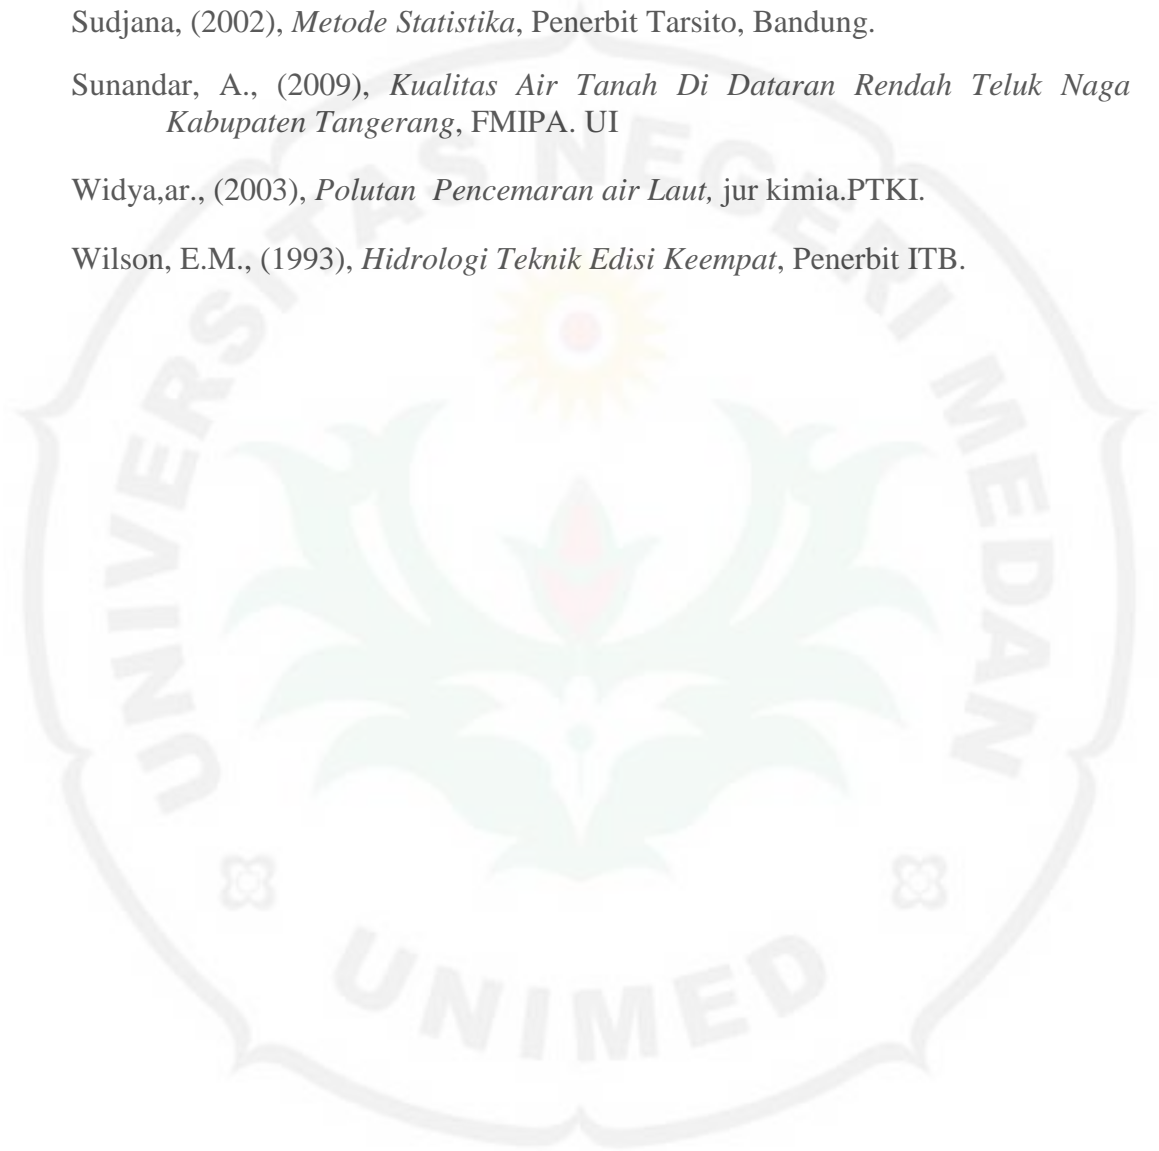 Sudjana, (2002), Metode Statistika, Penerbit Tarsito, Bandung.
Sunandar, A., (2009), Kualitas Air Tanah Di Dataran Rendah Teluk Naga
Kabupaten Tangerang, FMIPA. UI
Widya,ar., (2003), Polutan  Pencemaran air Laut, jur kimia.PTKI.
Wilson, E.M., (1993), Hidrologi Teknik Edisi Keempat, Penerbit ITB.
UNIVERSITAS NEGERI MEDAN
UNIMED